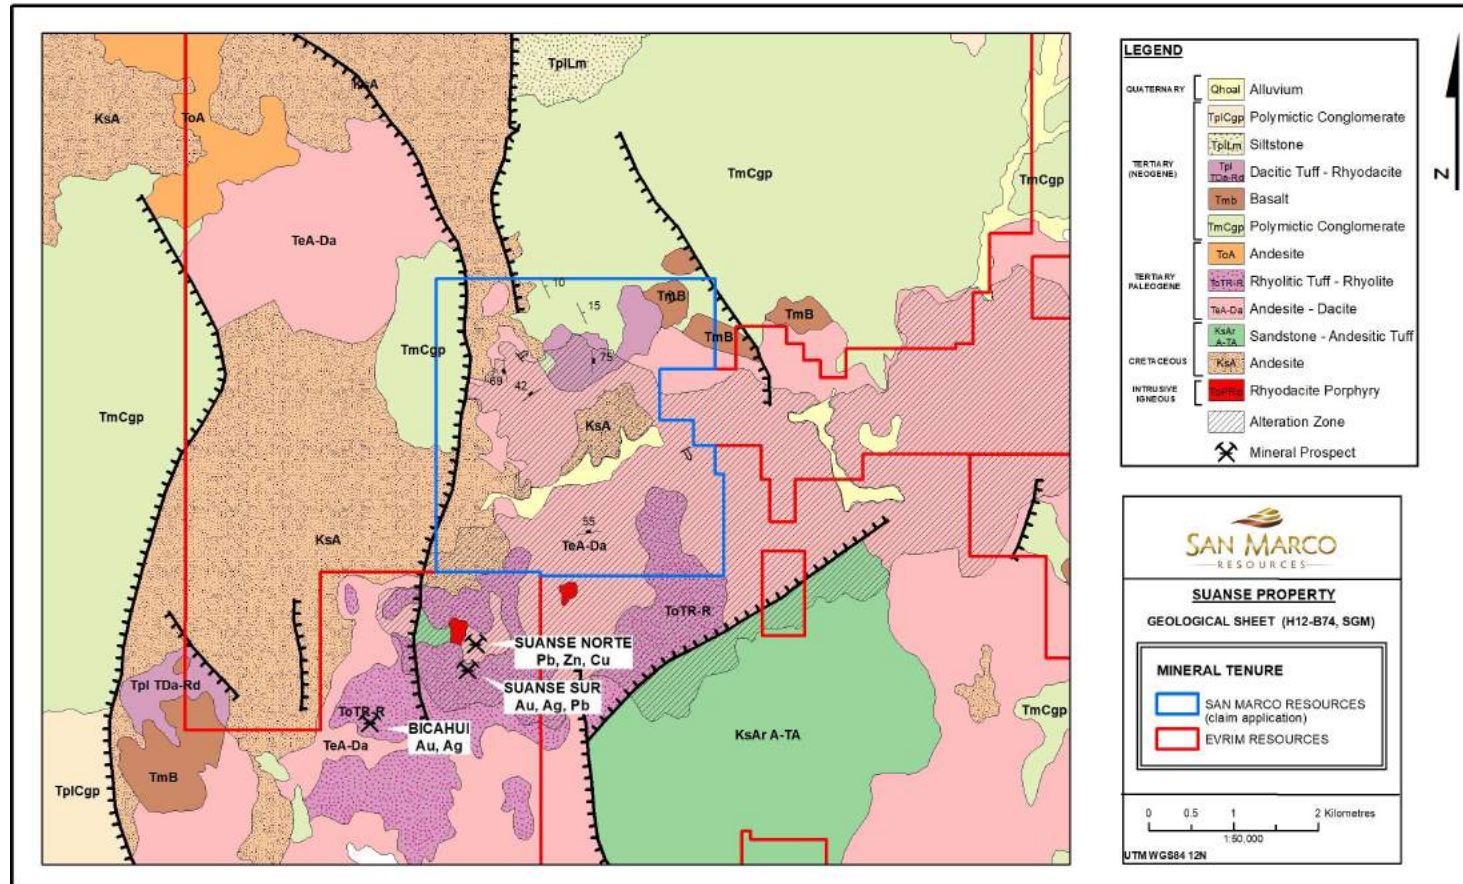 KsA
ToA
KsA
TplLm
TmCgp
TmCgp
TeA-Da
TmCgp
TmCgp
10
15
TmB
TmB
TmB
75
69
42
KsA
55
TeA-Da
KsA
ToTR-R
SUANSE NORTE
Pb, Zn, Cu
SUANSE SUR
Au, Ag, Pb
BICAHUI
Au, Ag
Tpl TDa-Rd
ToTR-R
TeA-Da
TmB
TplCgp
KsAr A-TA
TmCgp
LEGEND
QUATERNARY
Qhoal Alluvium
TplCgp Polymictic Conglomerate
TplLm Siltstone
TERTIARY
(NEOGENE)
Tpl
TDa-Rd
Dacitic Tuff - Rhyodacite
Tmb Basalt
TmCgp Polymictic Conglomerate
ToA Andesite
TERTIARY
PALEOGENE
ToTR-R Rhyolitic Tuff - Rhyolite
TeA-Da Andesite - Dacite
KsAr
A-TA
Sandstone - Andesitic Tuff
CRETACEOUS
KsA Andesite
INTRUSIVE
IGNEOUS
Rhyodacite Porphyry
Alteration Zone
Mineral Prospect
N
SAN MARCO
RESOURCES
SUANSE PROPERTY
GEOLOGICAL SHEET (H12-B74, SGM)
MINERAL TENURE
SAN MARCO RESOURCES
(claim application)
EVRIM RESOURCES
0 0.5 1 2 Kilometres
1:50,000
UTM WGS84 12N